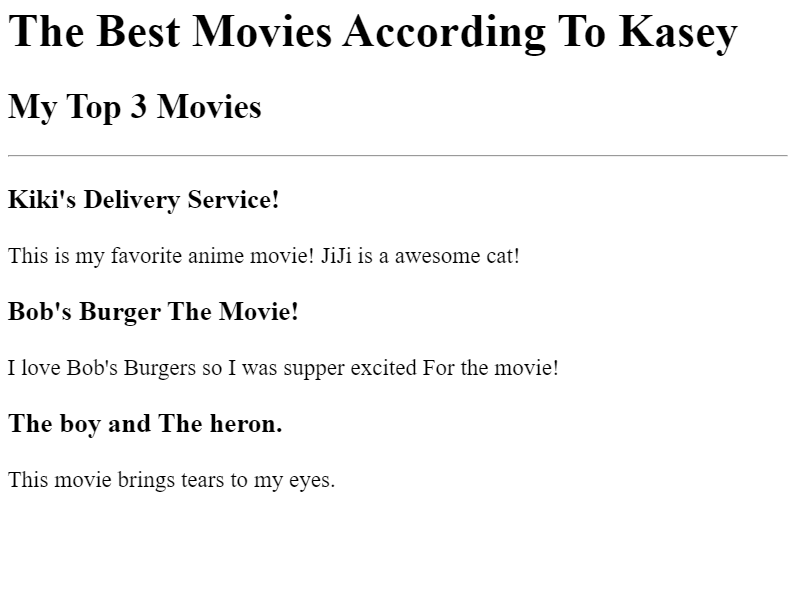 The Best Movies According To Kasey
My Top 3 Movies
Kiki's Delivery Service!
This is my favorite anime movie! JiJi is a awesome cat!
Bob's Burger The Movie!
I love Bob's Burgers so I was supper excited For the movie!
The boy and The heron.
This movie brings tears to my eyes.